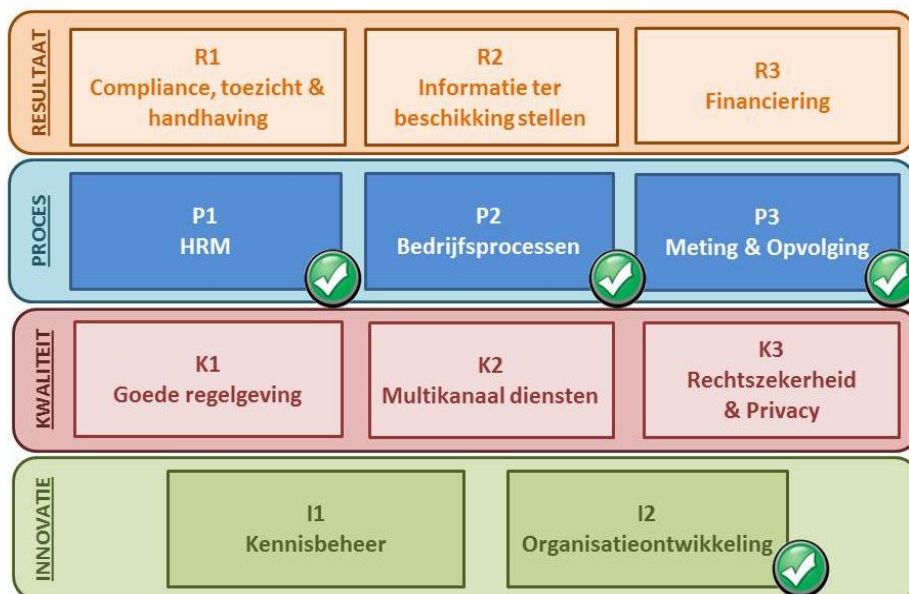 RESULTAAT
R1
Compliance, toezicht &
handhaving
R2
Informatie ter
beschikking stellen
R3
Financiering
PROCES
P1
HRM
P2
Bedrijfsprocessen
P3
Meting & Opvolging
KWALITEIT
K1
Goede regelgeving
K2
Multikanaal diensten
K3
Rechtszekerheid
& Privacy
INNOVATIE
I1
Kennisbeheer
I2
Organisatieontwikkeling